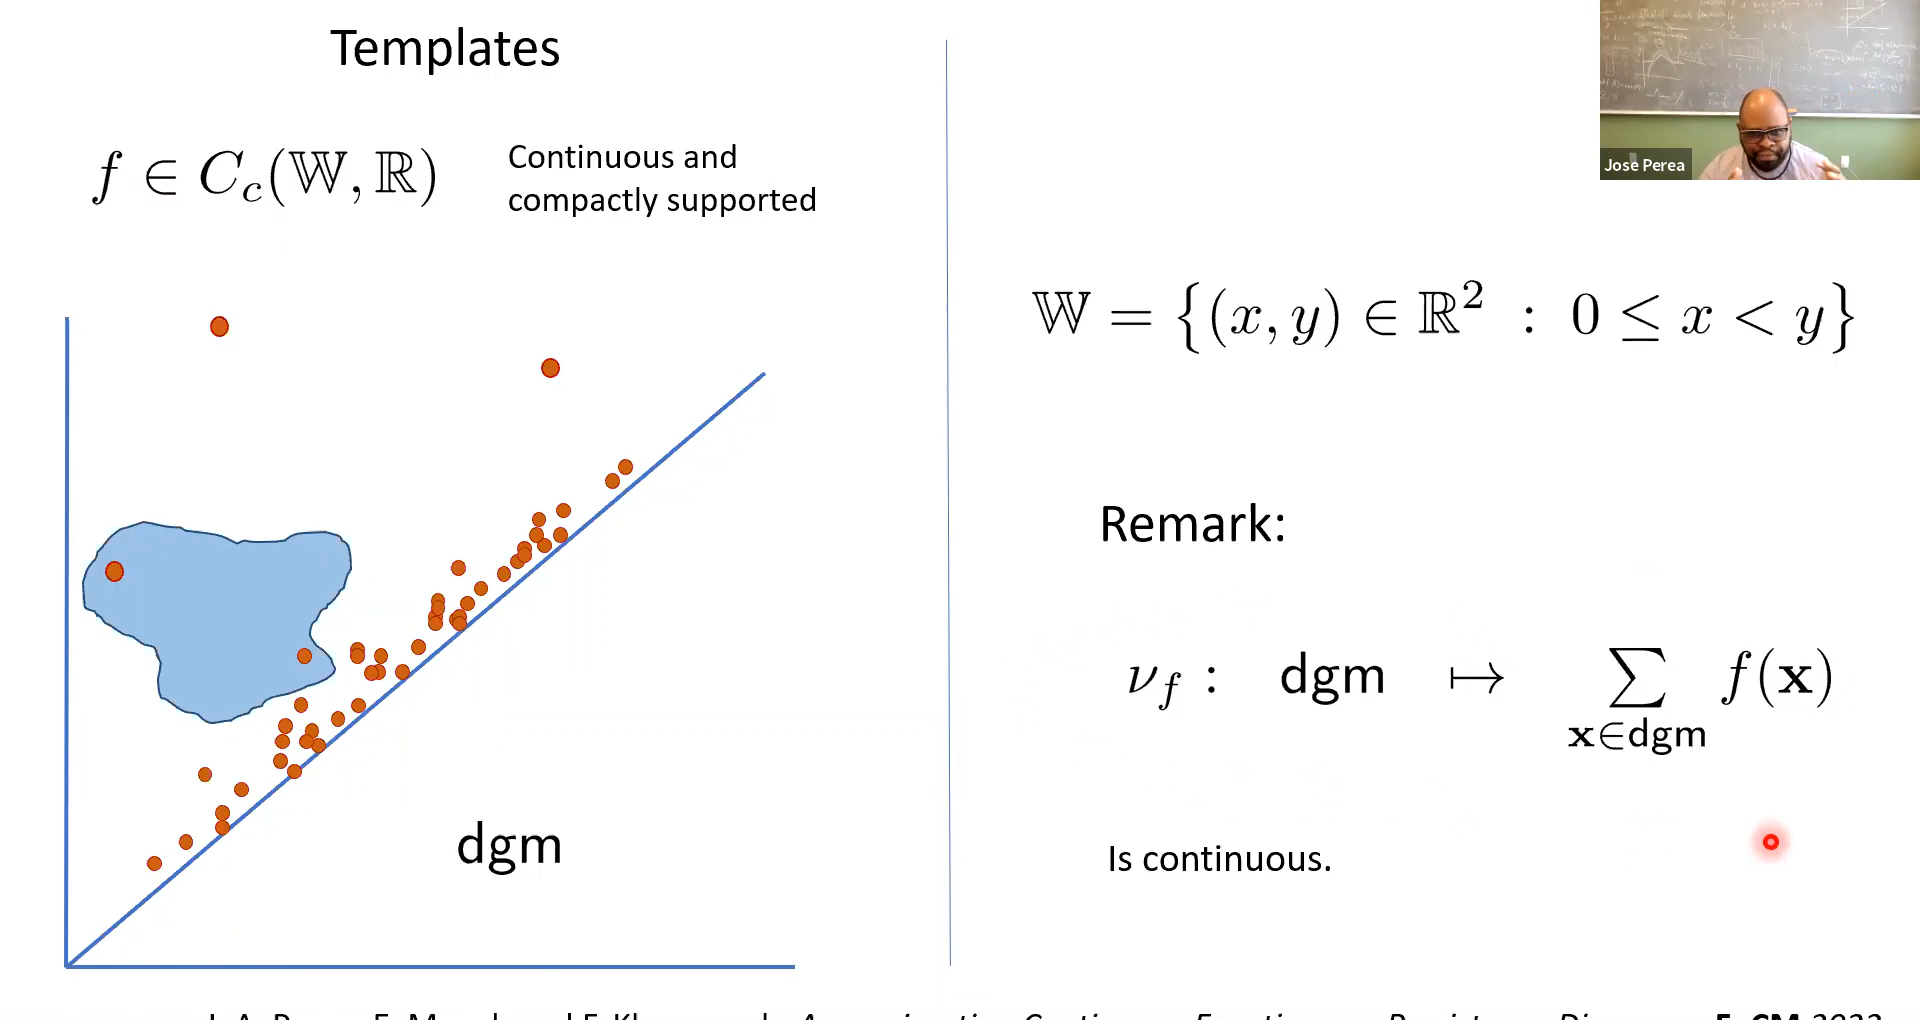 Templates
f ∈ C_c(𝕎, ℝ)
Continuous and
compactly supported
dgm
Jose Perea
𝕎 = {(x, y) ∈ ℝ² : 0 ≤ x < y}
Remark:
ν_f : dgm ↦ ∑_{𝐱∈dgm} f(𝐱)
Is continuous.